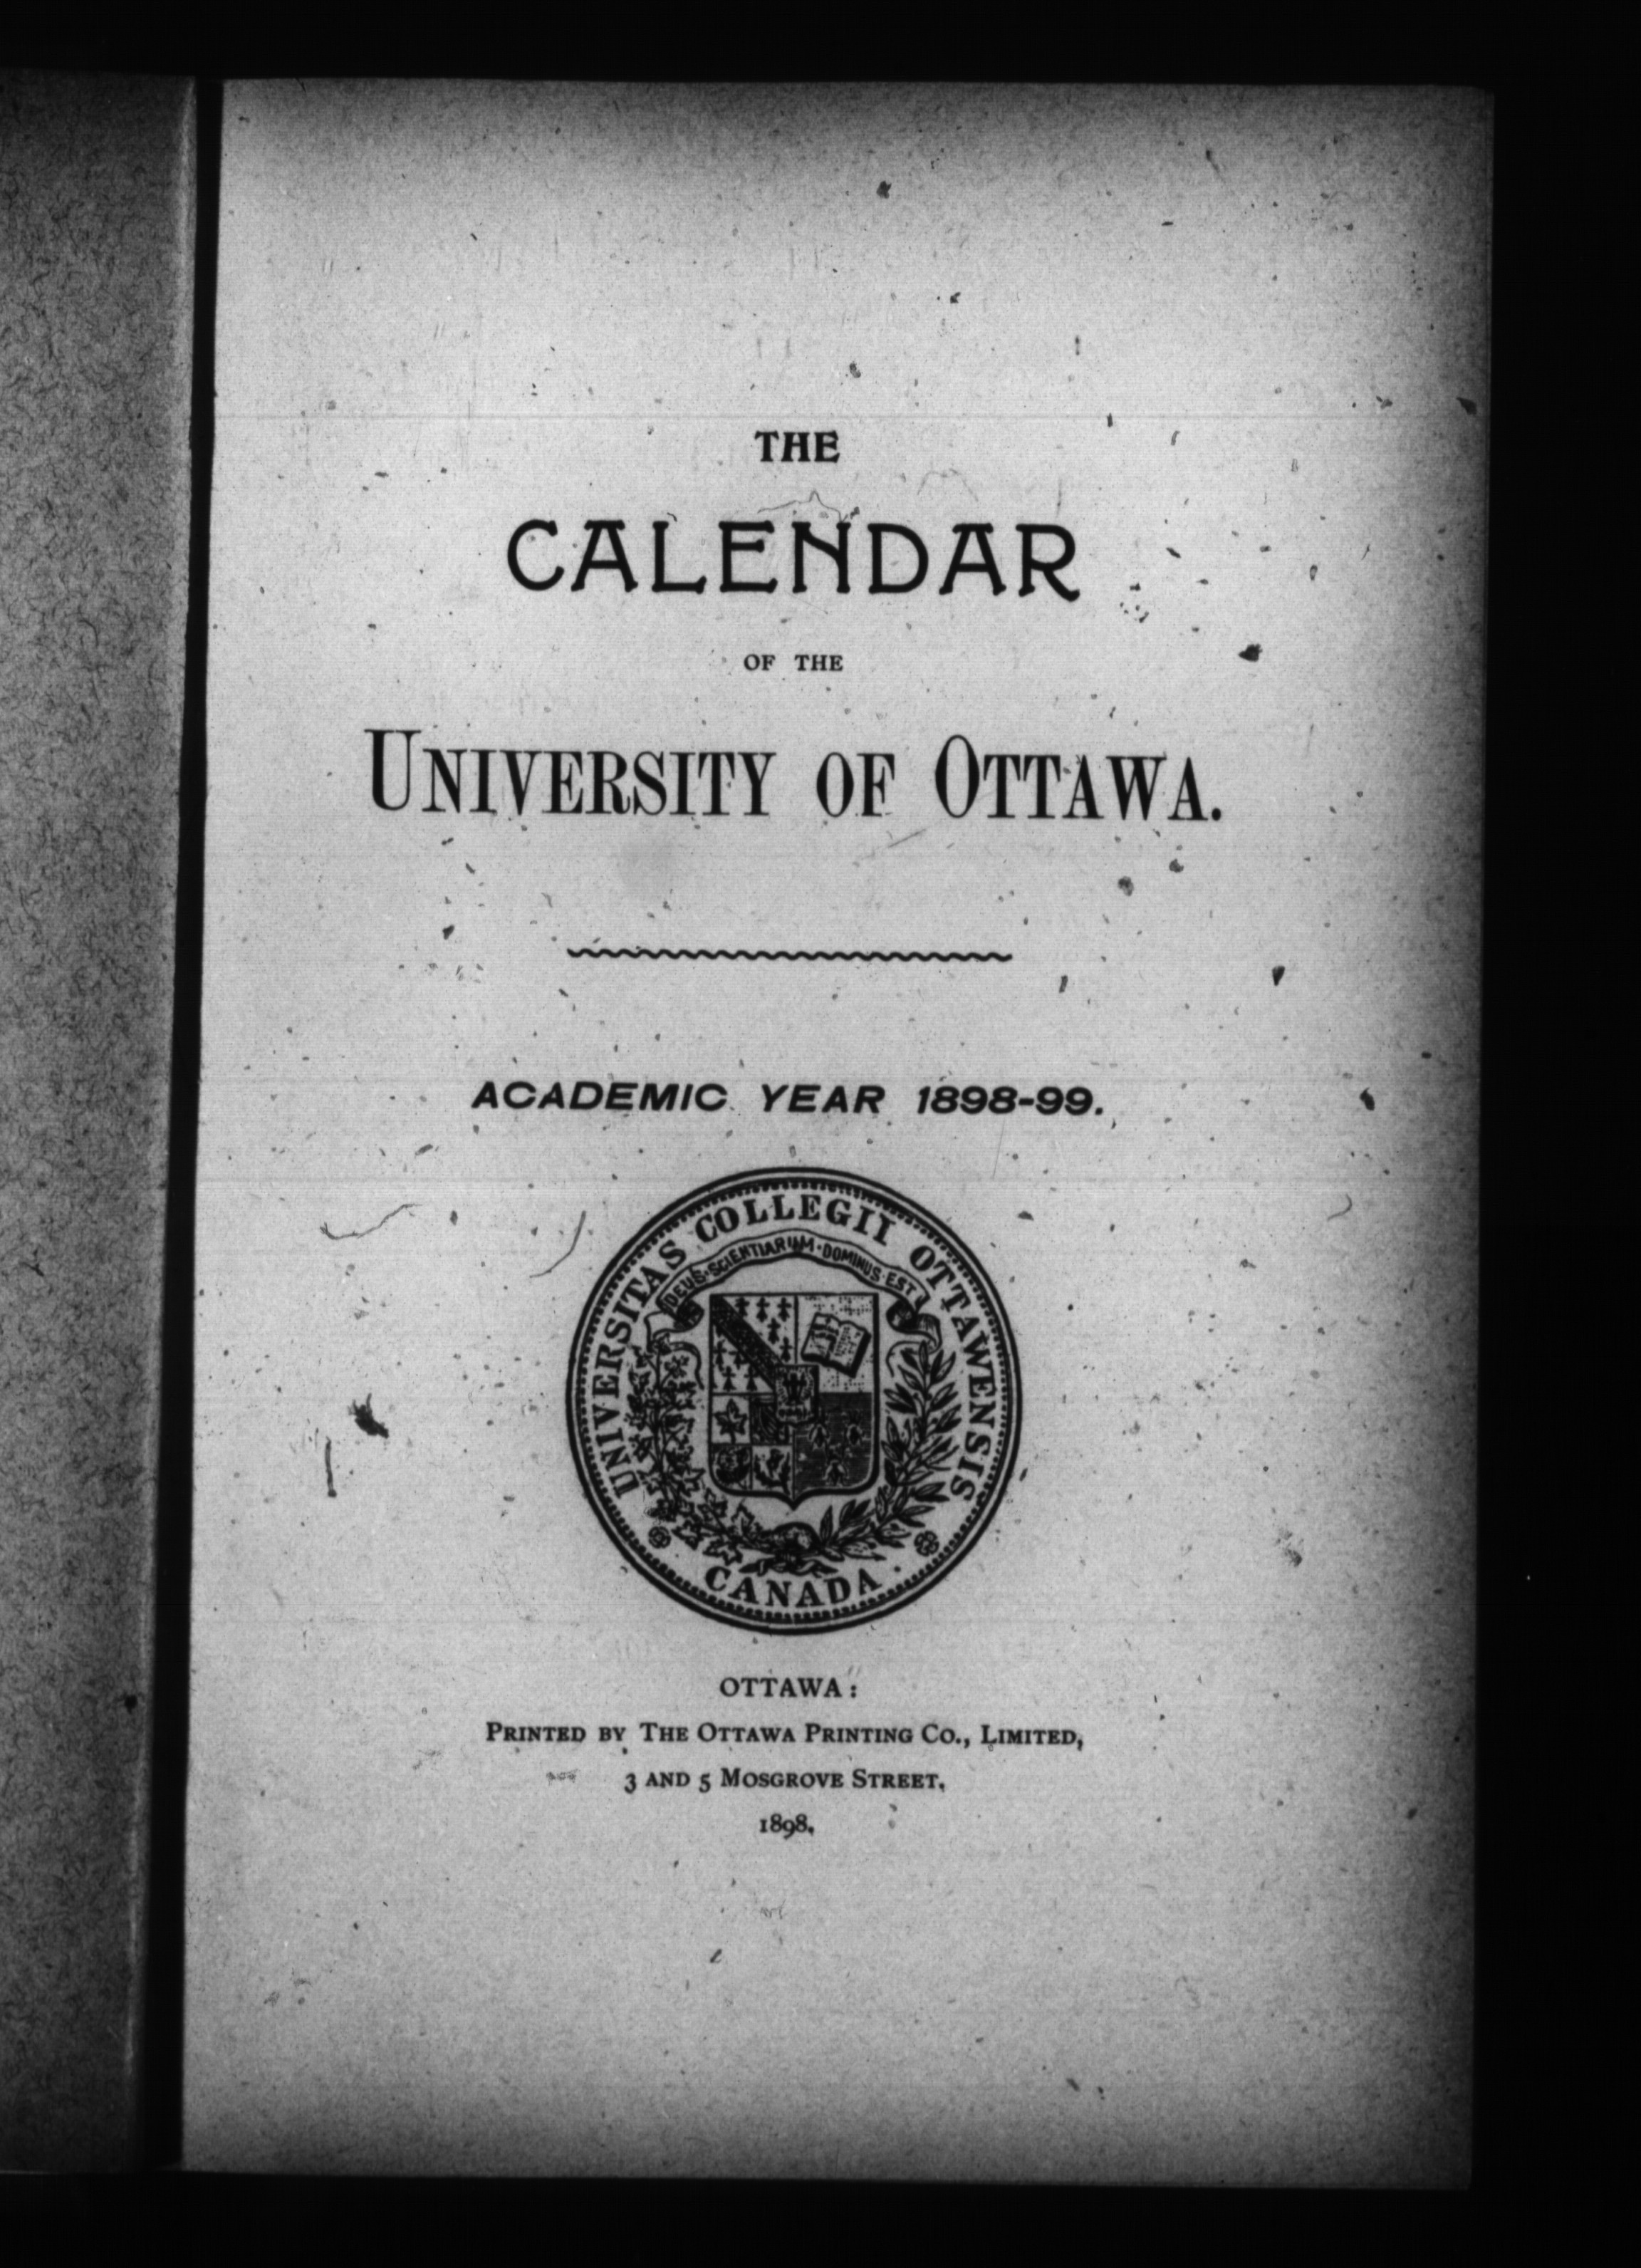 THE
CALENDAR
OF THE
UNIVERSITY OF OTTAWA.
ACADEMIC YEAR 1898-99.
UNIVERSITAS COLLEGII OTTAWENSIS
DEUS·SCIENTIARUM·DOMINUS·EST
CANADA
OTTAWA:
PRINTED BY THE OTTAWA PRINTING CO., LIMITED,
3 AND 5 MOSGROVE STREET.
1898.